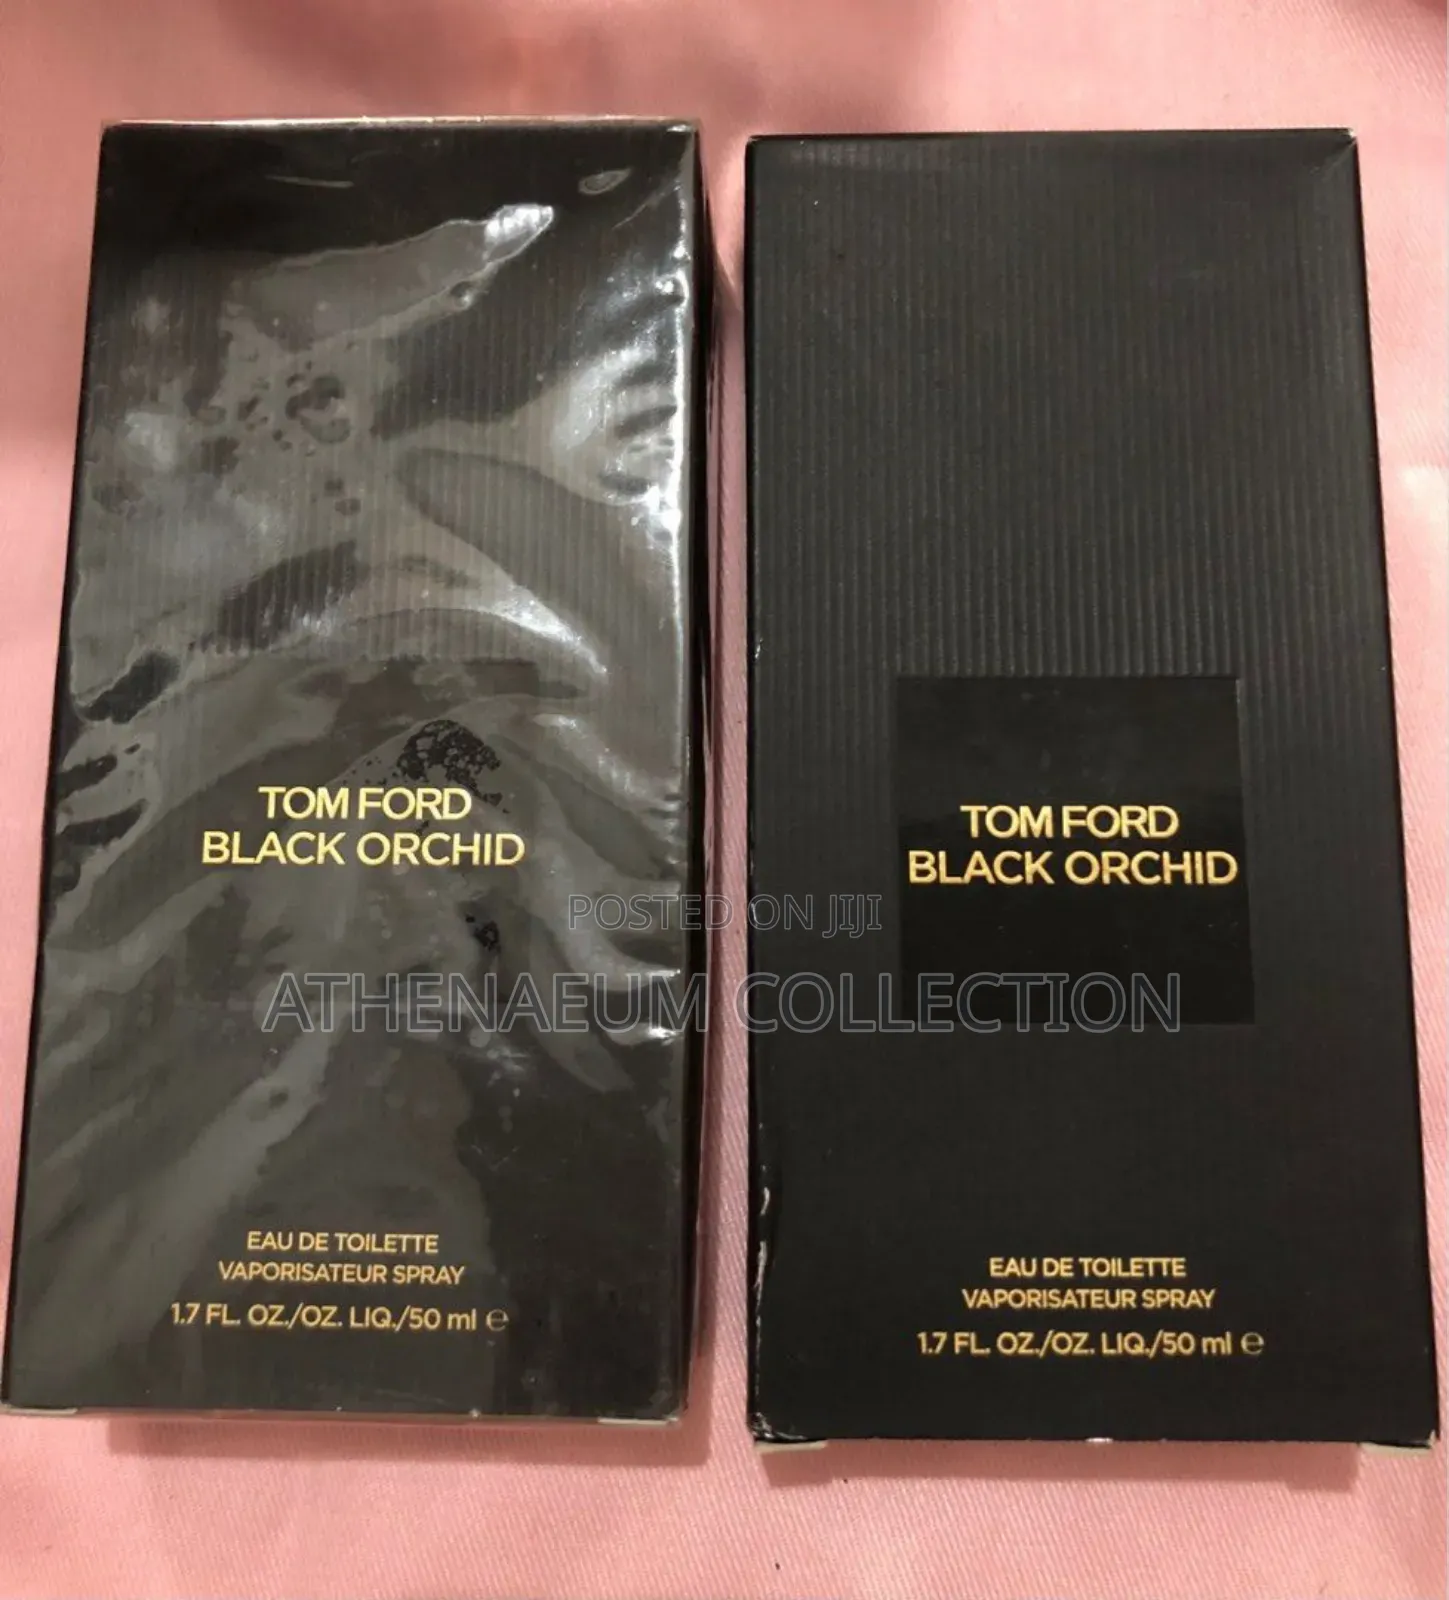 TOM FORD
BLACK ORCHID
EAU DE TOILETTE
VAPORISATEUR SPRAY
1.7 FL. OZ./OZ. LIQ./50 ml ℮
TOM FORD
BLACK ORCHID
EAU DE TOILETTE
VAPORISATEUR SPRAY
1.7 FL. OZ./OZ. LIQ./50 ml ℮
POSTED ON JIJI
ATHENAEUM COLLECTION